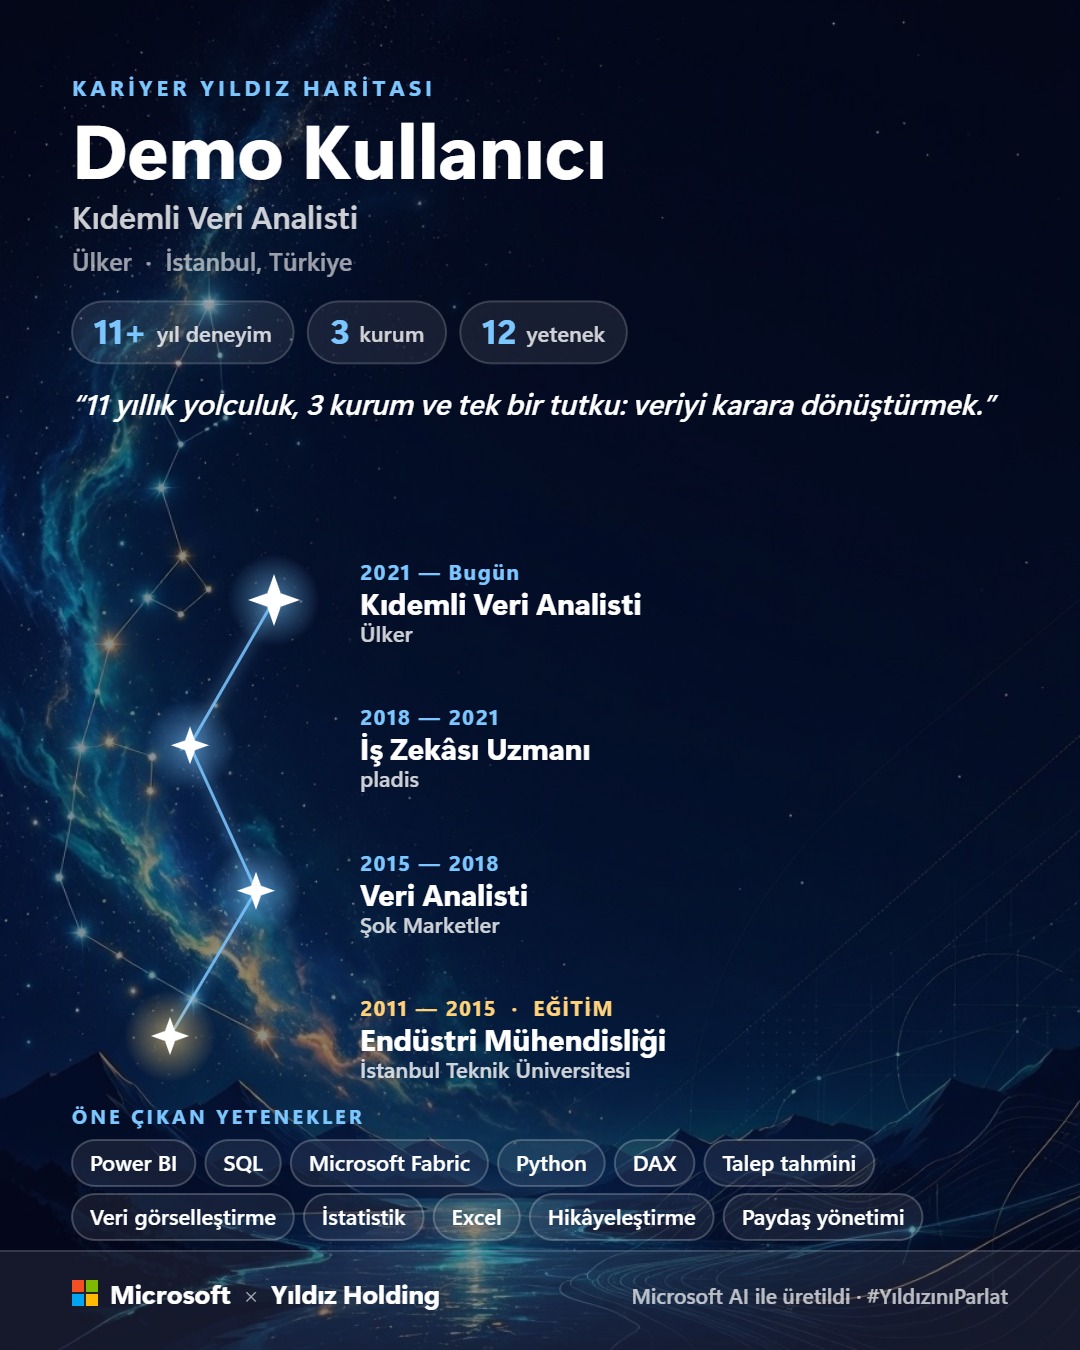 KARİYER YILDIZ HARİTASI
Demo Kullanıcı
Kıdemli Veri Analisti
Ülker · İstanbul, Türkiye
11+ yıl deneyim 3 kurum 12 yetenek
“11 yıllık yolculuk, 3 kurum ve tek bir tutku: veriyi karara dönüştürmek.”
2021 — Bugün
Kıdemli Veri Analisti
Ülker
2018 — 2021
İş Zekâsı Uzmanı
pladis
2015 — 2018
Veri Analisti
Şok Marketler
2011 — 2015 · EĞİTİM
Endüstri Mühendisliği
İstanbul Teknik Üniversitesi
ÖNE ÇIKAN YETENEKLER
Power BI SQL Microsoft Fabric Python DAX Talep tahmini
Veri görselleştirme İstatistik Excel Hikâyeleştirme Paydaş yönetimi
Microsoft × Yıldız Holding Microsoft AI ile üretildi · #YıldızınıParlat